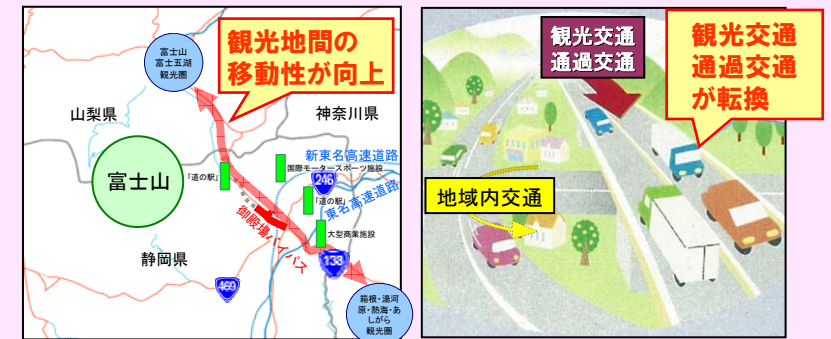 富士山
富士五湖
観光圏
観光地間の
移動性が向上
山梨県
神奈川県
新東名高速道路
国際モータースポーツ施設
富士山
「道の駅」
246
「道の駅」
東名高速道路
御殿場バイパス
大型商業施設
138
静岡県
469
箱根・湯河
原・熱海・あ
しがら
観光圏
観光交通
通過交通
観光交通
通過交通
が転換
地域内交通